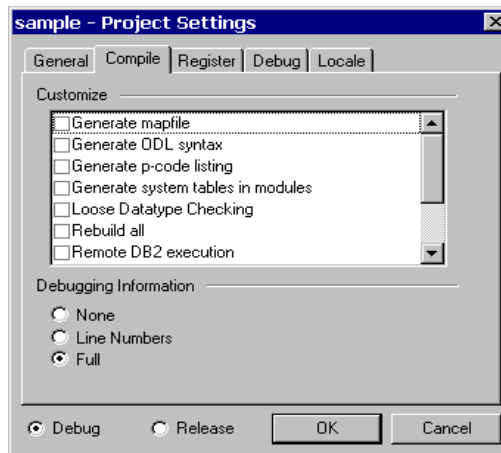 sample - Project Settings
General Compile Register Debug Locale
Customize
Generate mapfile
Generate ODL syntax
Generate p-code listing
Generate system tables in modules
Loose Datatype Checking
Rebuild all
Remote DB2 execution
Debugging Information
None
Line Numbers
Full
Debug Release OK Cancel